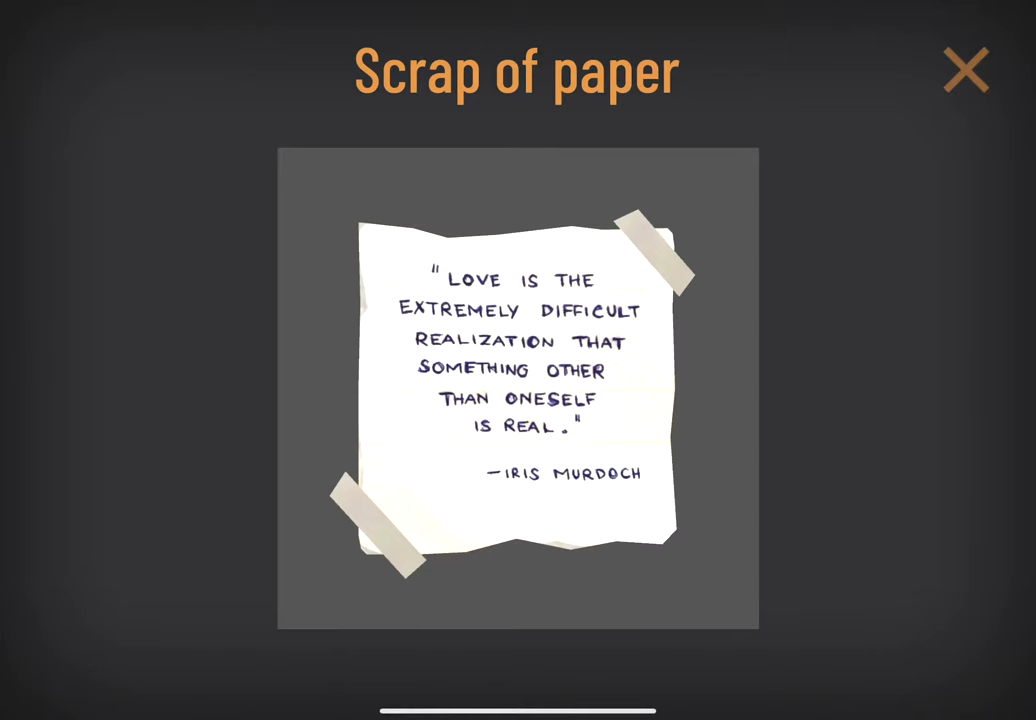 Scrap of paper
"LOVE IS THE
EXTREMELY DIFFICULT
REALIZATION THAT
SOMETHING OTHER
THAN ONESELF
IS REAL."
—IRIS MURDOCH